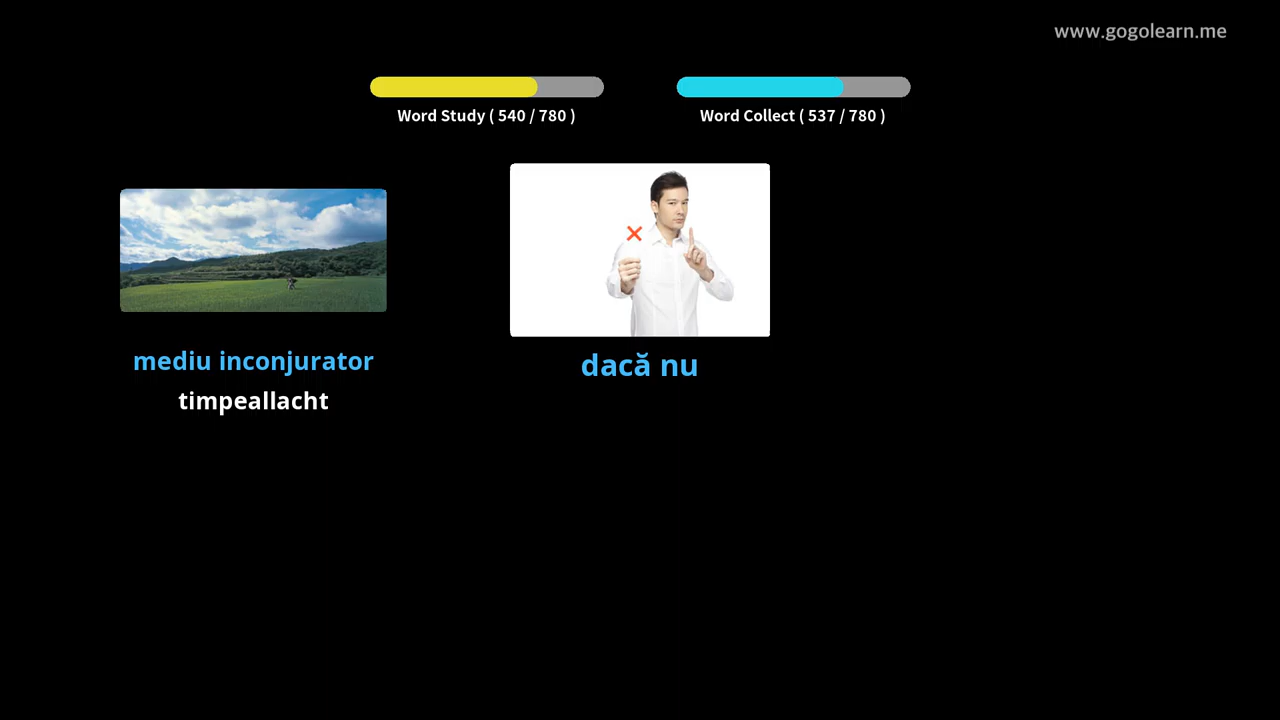 www.gogolearn.me
Word Study ( 540 / 780 )
Word Collect ( 537 / 780 )
mediu inconjurator
timpeallacht
dacă nu